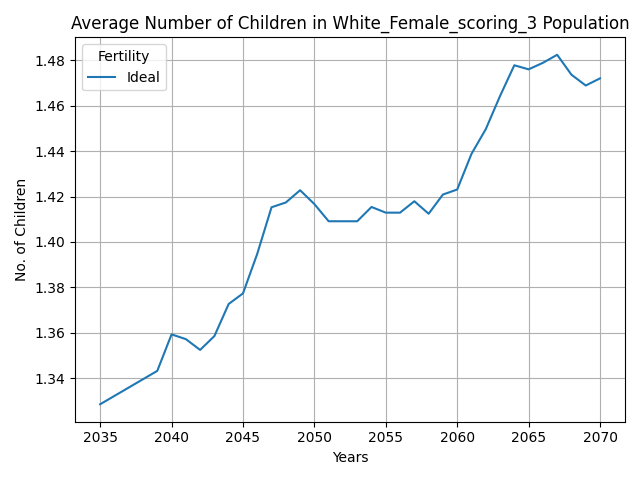 Average Number of Children in White_Female_scoring_3 Population
Fertility
Ideal
No. of Children
1.48
1.46
1.44
1.42
1.40
1.38
1.36
1.34
2035 2040 2045 2050 2055 2060 2065 2070
Years